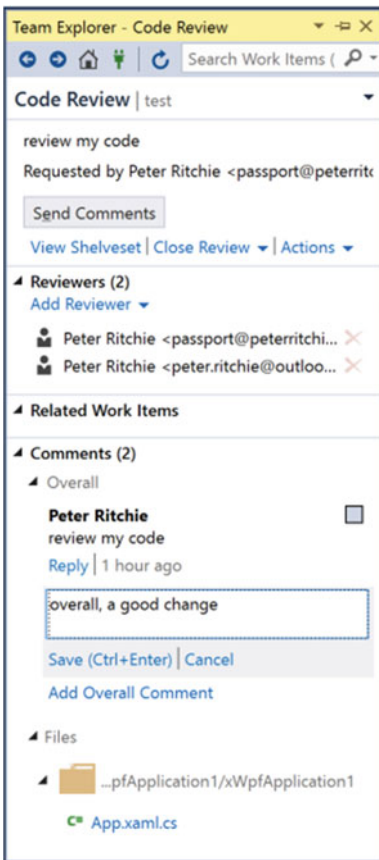 Team Explorer - Code Review
Search Work Items (
Code Review | test
review my code
Requested by Peter Ritchie <passport@peterritc
Send Comments
View Shelveset | Close Review | Actions
Reviewers (2)
Add Reviewer
Peter Ritchie <passport@peterritchi...
Peter Ritchie <peter.ritchie@outloo...
Related Work Items
Comments (2)
Overall
Peter Ritchie
review my code
Reply | 1 hour ago
overall, a good change
Save (Ctrl+Enter) | Cancel
Add Overall Comment
Files
...pfApplication1/xWpfApplication1
C# App.xaml.cs